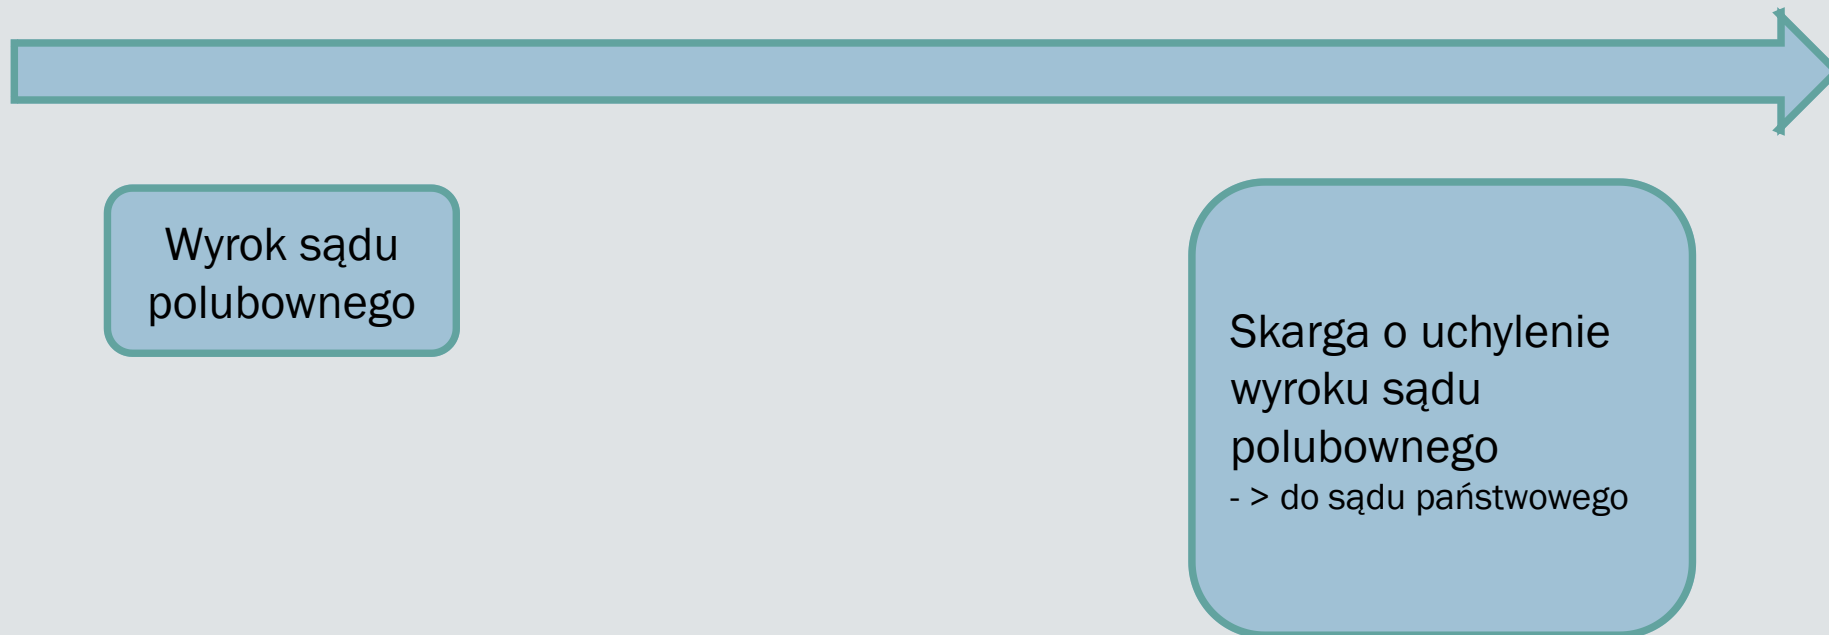 Wyrok sądu
polubownego
Skarga o uchylenie
wyroku sądu
polubownego
- > do sądu państwowego